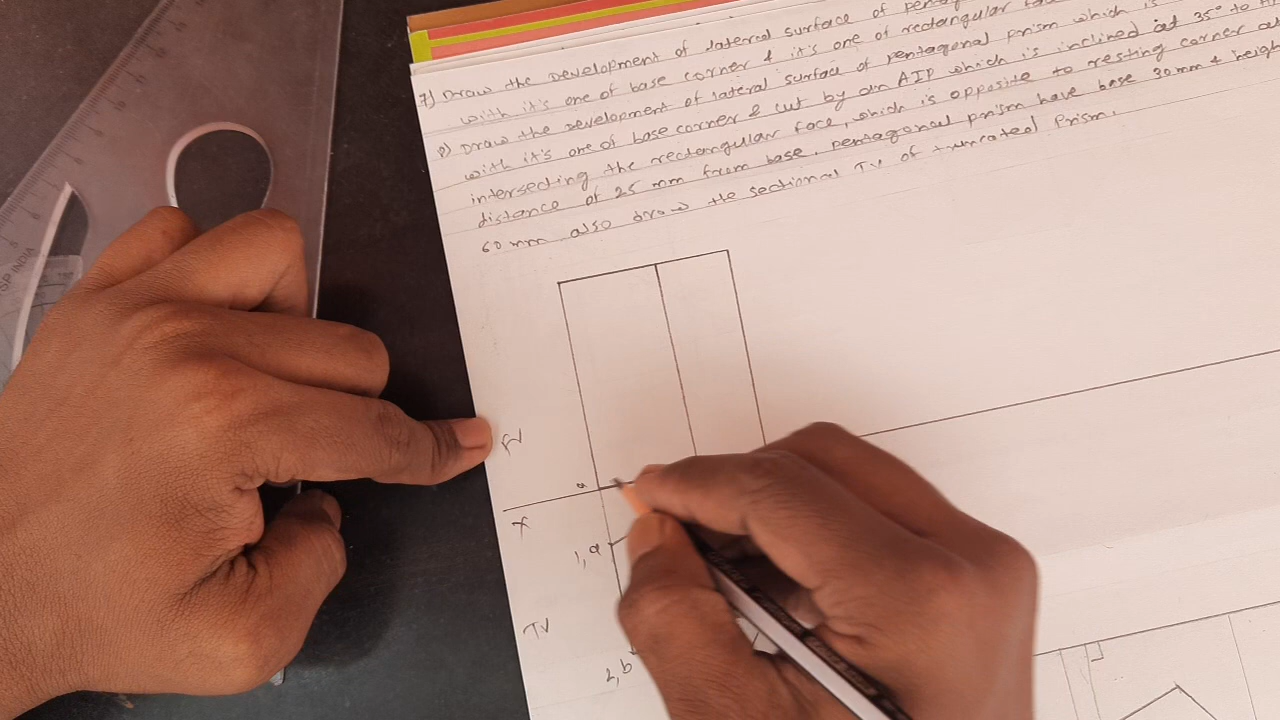 7) Draw the Development of lateral surface of
with it's one of base corner & it's one of rectangular
8) Draw the Development of lateral surface of pentagonal prism which is
with it's one of base corner & cut by an AIP which is inclined at 35° to
intersecting the rectangular face, which is opposite to resting corner
distance of 25 mm from base, pentagonal prism have base 30mm & height
60 mm also draw the sectional TV of truncated Prism.
SP INDIA
FV
a
X
1, a
TV
2, b